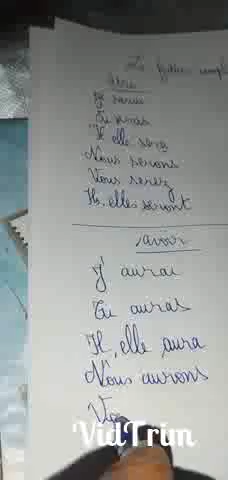 Le futur simple
être
Je serai
Tu seras
Il, elle sera
Nous serons
Vous serez
Ils, elles seront
avoir
J'aurai
Tu auras
Il, elle aura
Nous aurons
Vo
VidTrim